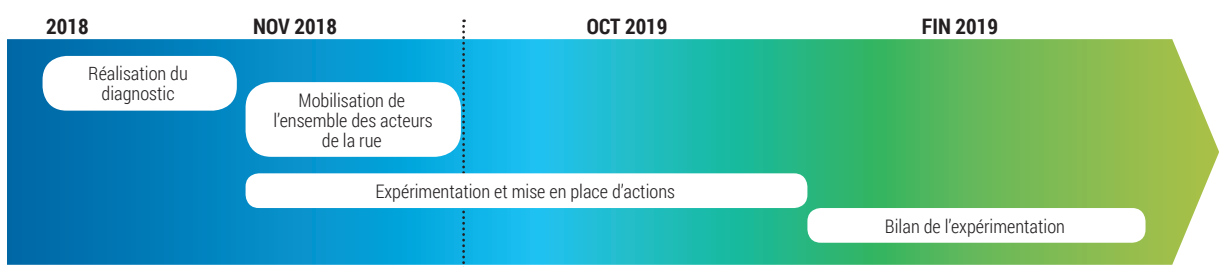 2018
NOV 2018
OCT 2019
FIN 2019
Réalisation du
diagnostic
Mobilisation de
l'ensemble des acteurs
de la rue
Expérimentation et mise en place d'actions
Bilan de l'expérimentation